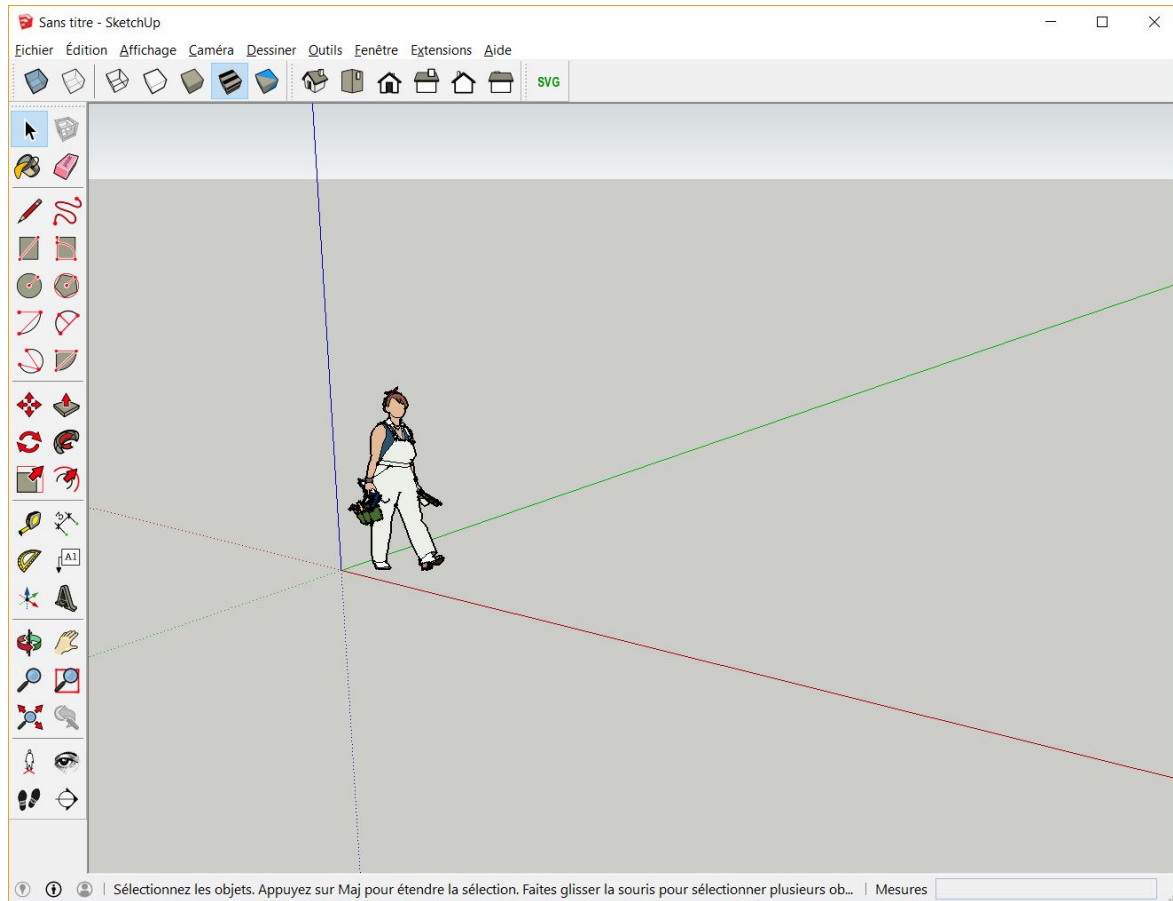 Sans titre - SketchUp
Fichier Édition Affichage Caméra Dessiner Outils Fenêtre Extensions Aide
SVG
A1
Sélectionnez les objets. Appuyez sur Maj pour étendre la sélection. Faites glisser la souris pour sélectionner plusieurs ob... | Mesures